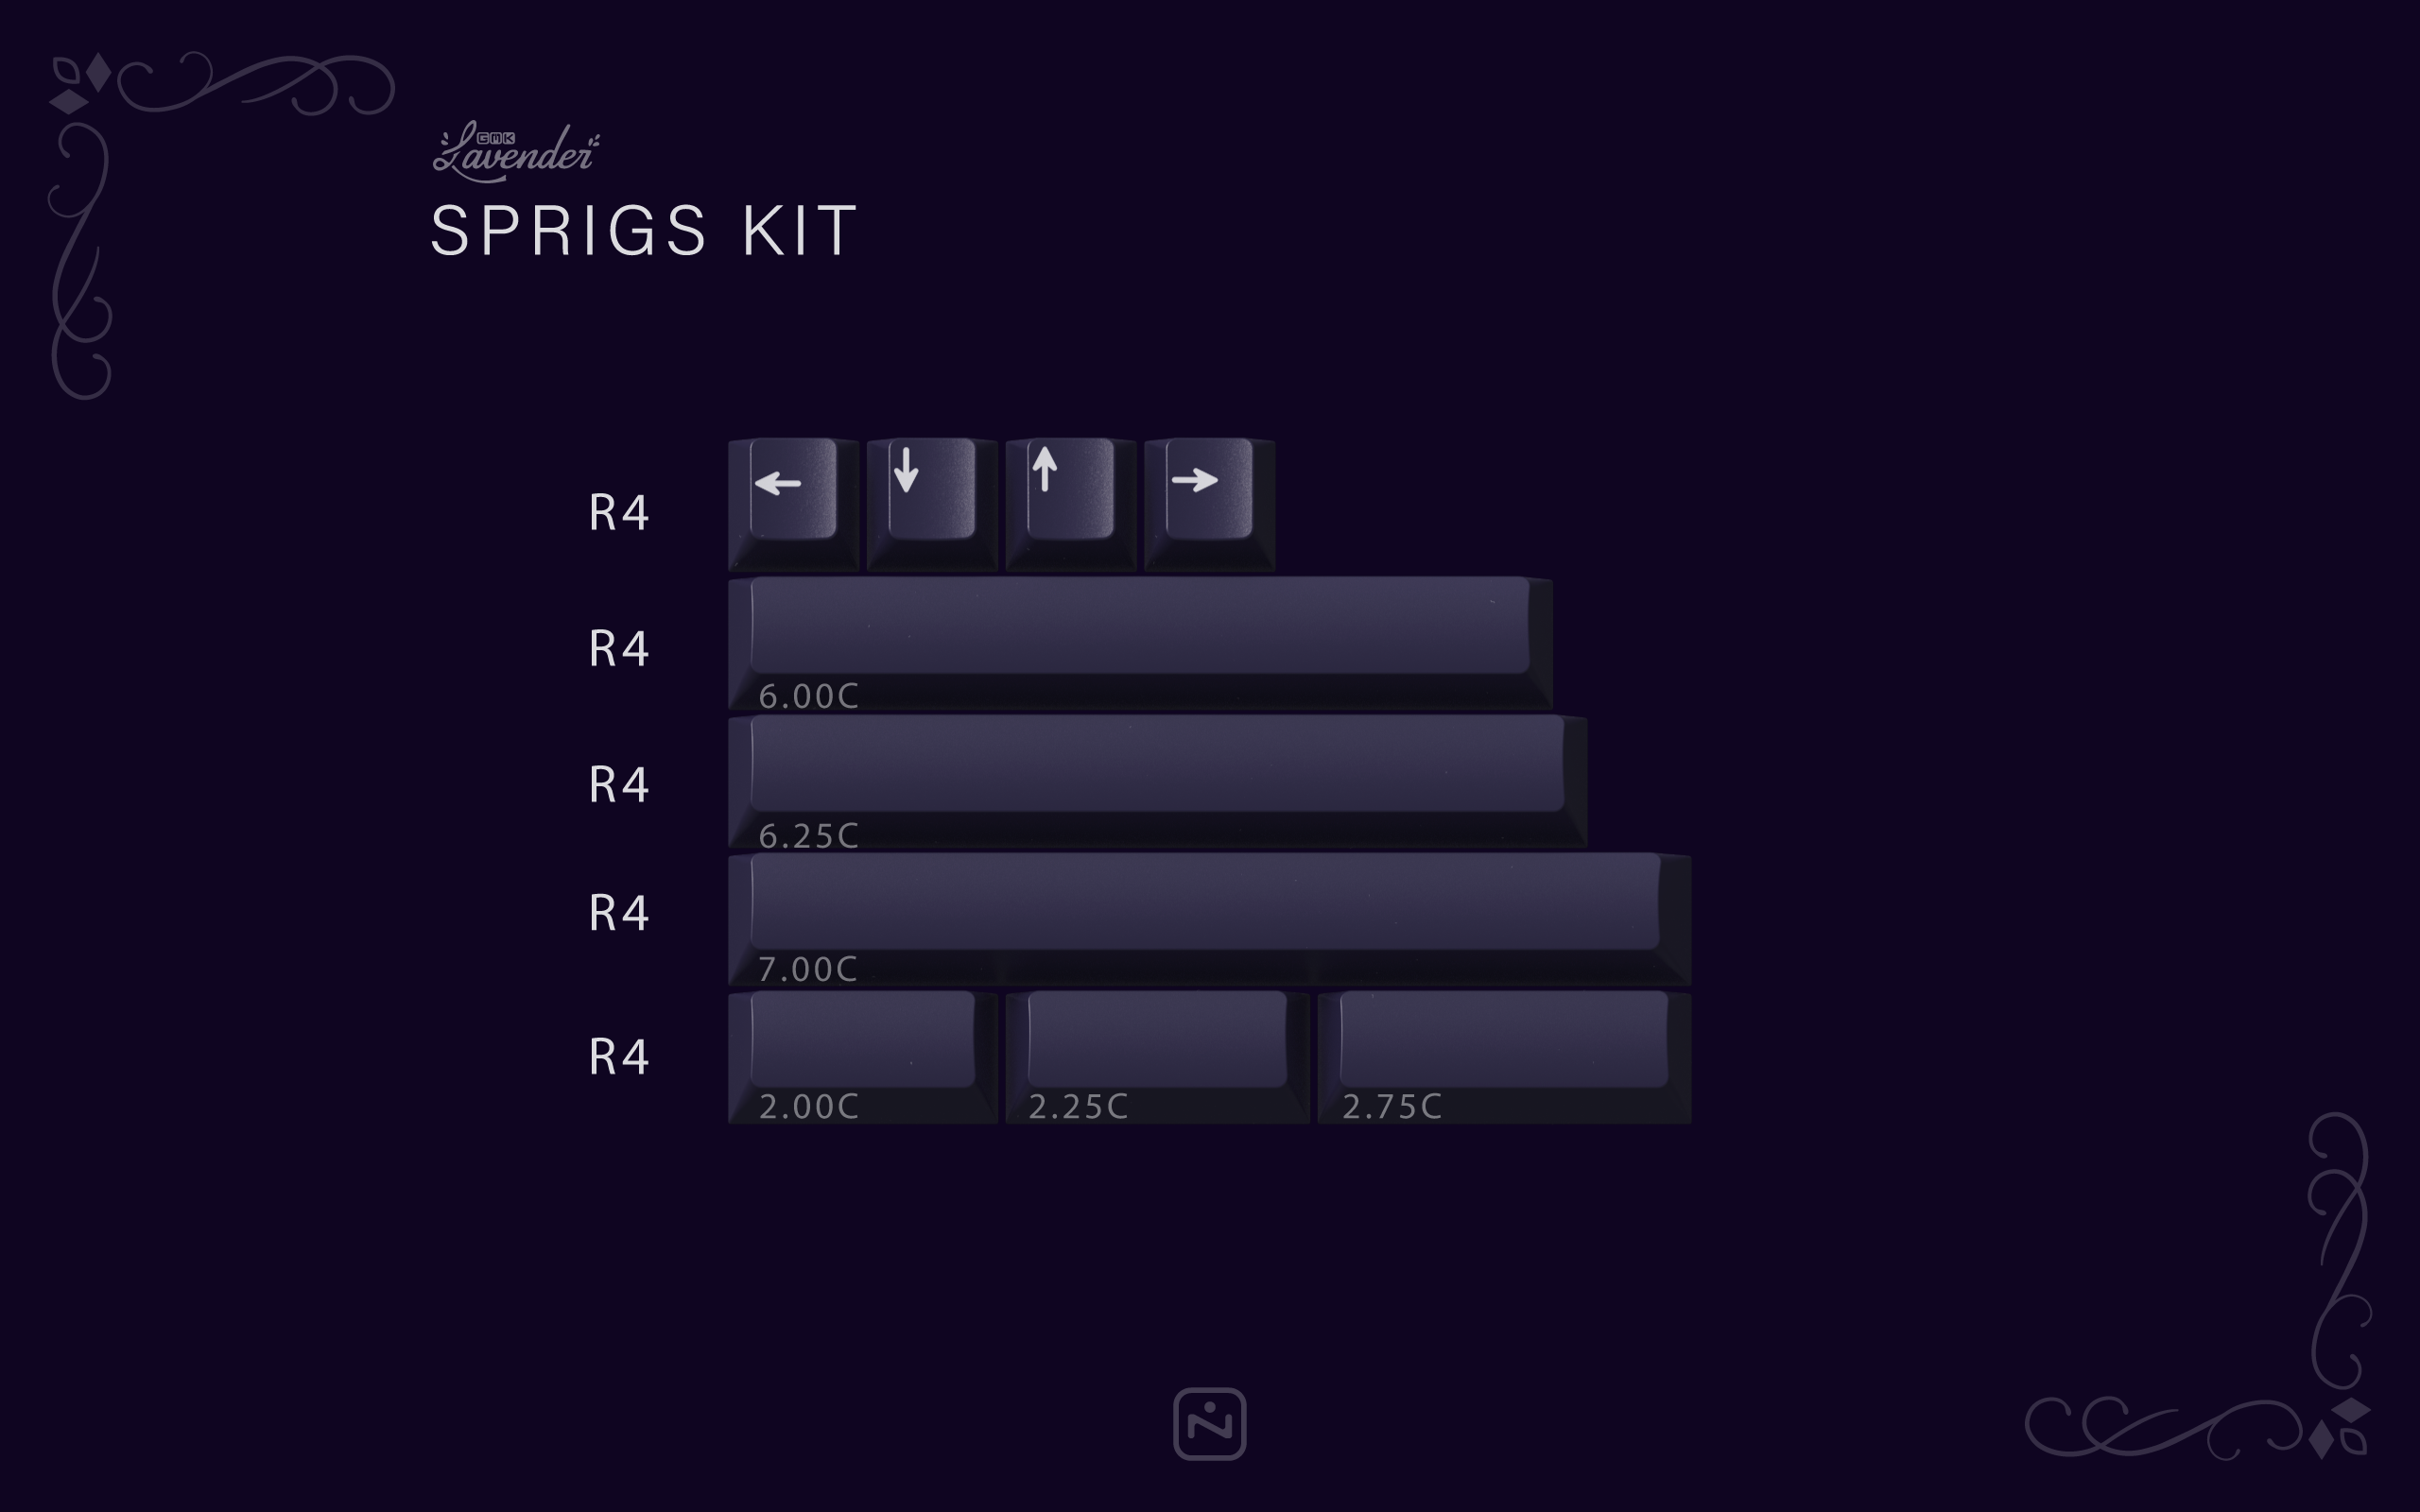 GMK
Lavender
SPRIGS KIT
R4 ← ↓ ↑ →
R4
6.00C
R4
6.25C
R4
7.00C
R4
2.00C 2.25C 2.75C